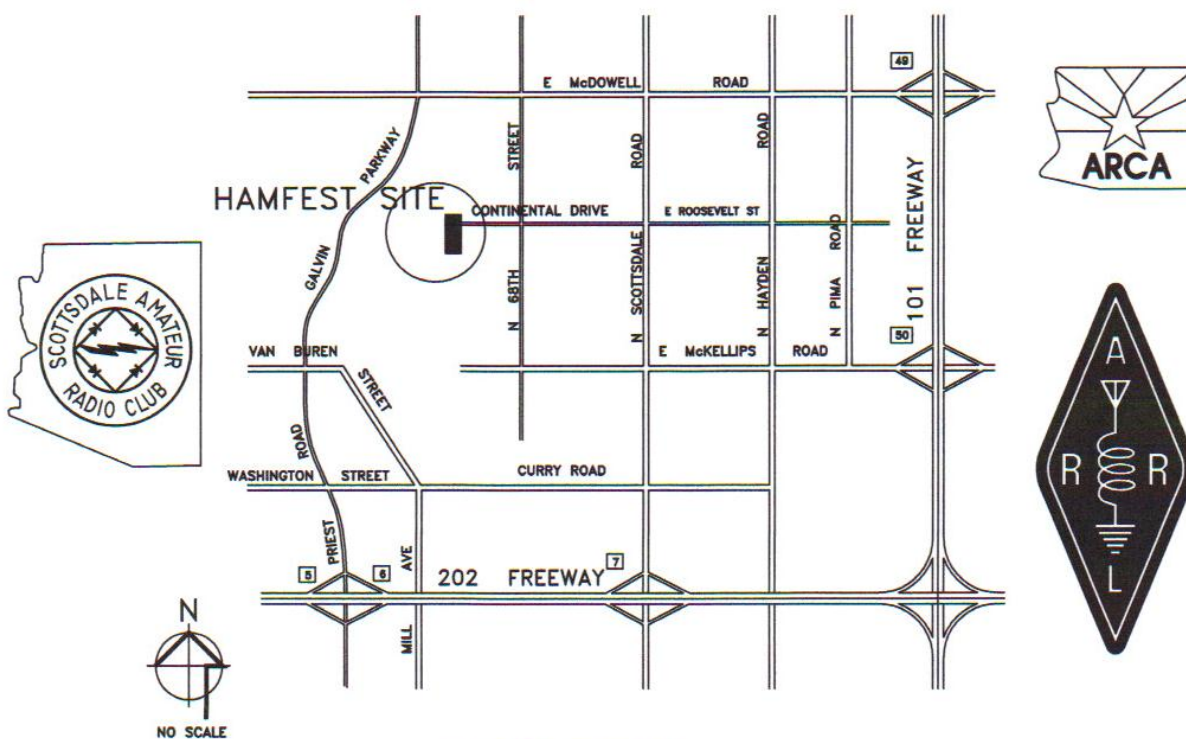 49
E McDOWELL ROAD
ARCA
PARKWAY
STREET
ROAD
ROAD
HAMFEST SITE
CONTINENTAL DRIVE
E ROOSEVELT ST
GALVIN
N 68TH
N SCOTTSDALE
N HAYDEN
N PIMA ROAD
101 FREEWAY
SCOTTSDALE AMATEUR
RADIO CLUB
50
VAN BUREN
STREET
E McKELLIPS ROAD
A
R R
L
ROAD
WASHINGTON STREET
CURRY ROAD
PRIEST
5
6
AVE
7
202 FREEWAY
MILL
N
NO SCALE